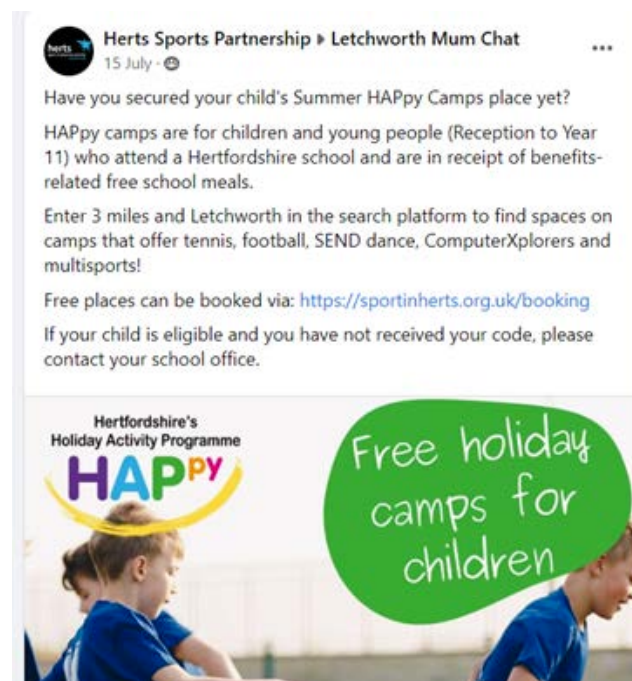 Herts Sports Partnership ▸ Letchworth Mum Chat
15 July ·
Have you secured your child's Summer HAPpy Camps place yet?
HAPpy camps are for children and young people (Reception to Year
11) who attend a Hertfordshire school and are in receipt of benefits-
related free school meals.
Enter 3 miles and Letchworth in the search platform to find spaces on
camps that offer tennis, football, SEND dance, ComputerXplorers and
multisports!
Free places can be booked via: https://sportinherts.org.uk/booking
If your child is eligible and you have not received your code, please
contact your school office.
herts
Hertfordshire's
Holiday Activity Programme
HAPpy
Free holiday
camps for
children